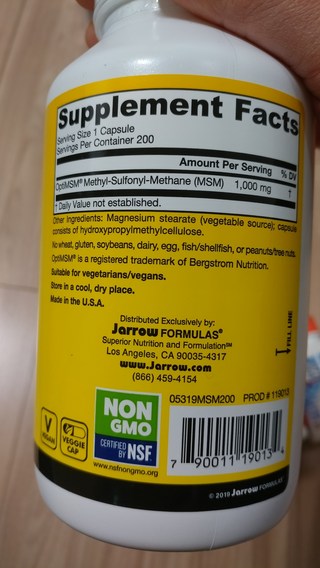 Supplement Facts
Serving Size 1 Capsule
Servings Per Container 200
Amount Per Serving % DV
OptiMSM® Methyl-Sulfonyl-Methane (MSM) 1,000 mg †
† Daily Value not established.
Other Ingredients: Magnesium stearate (vegetable source); capsule
consists of hydroxypropylmethylcellulose.
No wheat, gluten, soybeans, dairy, egg, fish/shellfish, or peanuts/tree nuts.
OptiMSM® is a registered trademark of Bergstrom Nutrition.
Suitable for vegetarians/vegans.
Store in a cool, dry place.
Made in the U.S.A.
Distributed Exclusively by:
Jarrow FORMULAS®
Superior Nutrition and Formulation℠
Los Angeles, CA 90035-4317
www.Jarrow.com
(866) 459-4154
FILL LINE
05319MSM200 PROD # 119013
NON
GMO
CERTIFIED
BY NSF
www.nsfnongmo.org
V
VEGAN
VEGGIE
CAP
7 90011 19013 4
© 2018 Jarrow FORMULAS